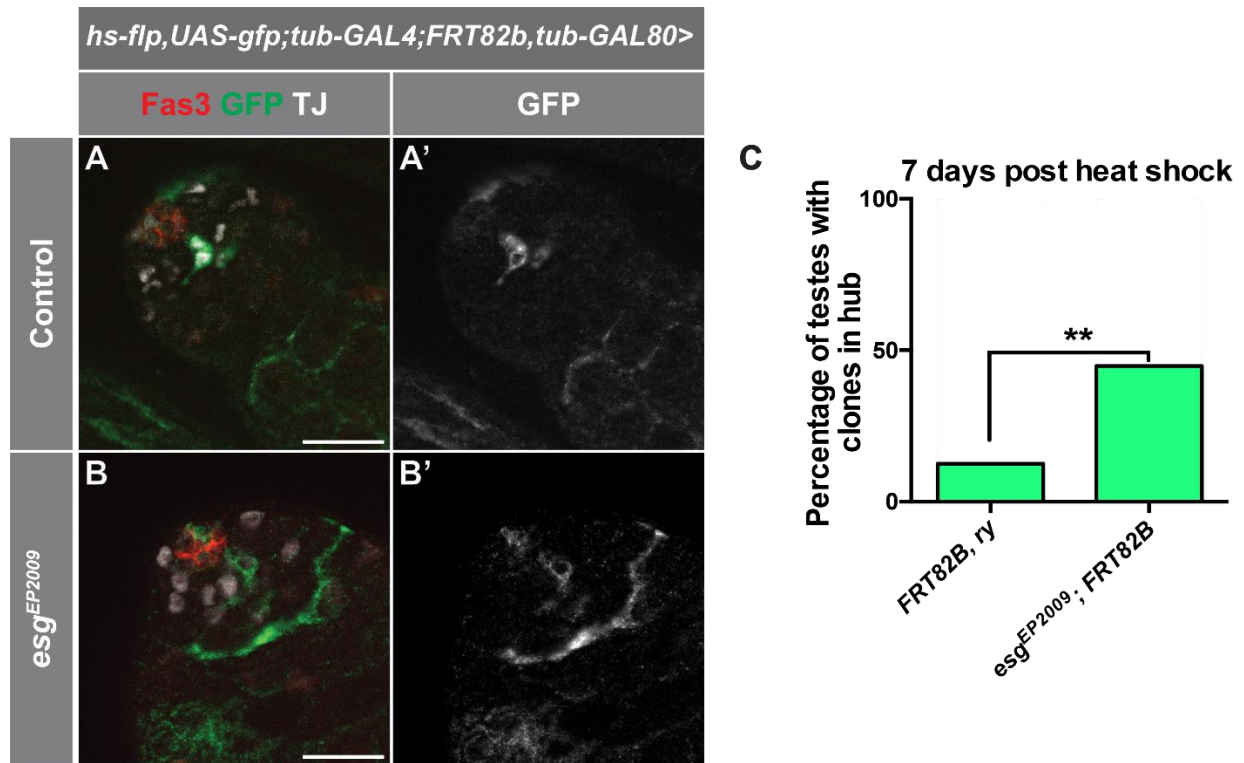 hs-flp,UAS-gfp;tub-GAL4;FRT82b,tub-GAL80>
Fas3 GFP TJ
GFP
Control
A
A'
esgEP2009
B
B'
C
7 days post heat shock
Percentage of testes with
clones in hub
100
50
0
**
FRT82B, ry
esgEP2009; FRT82B